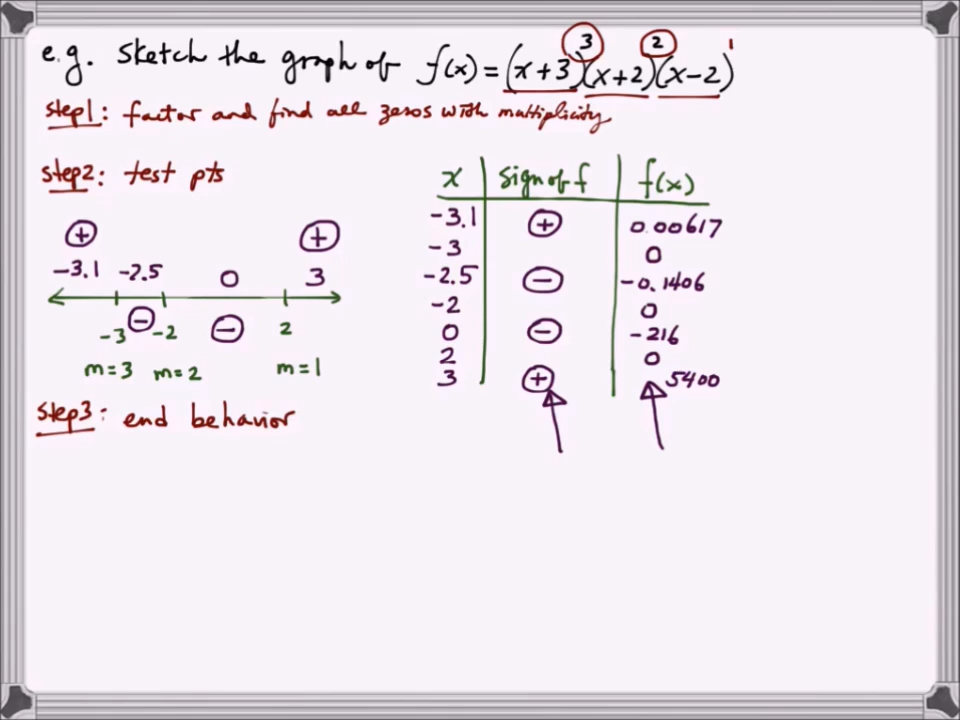 e.g. Sketch the graph of f(x) = (x+3)³(x+2)²(x-2)¹
step1: factor and find all zeros with multiplicity
step2: test pts
+ +
-3.1 -2.5 0 3
-3 - -2 - 2
m=3 m=2 m=1
x sign of f f(x)
-3.1 + 0.00617
-3 0
-2.5 - -0.1406
-2 0
0 - -216
2 0
3 + 5400
step3: end behavior